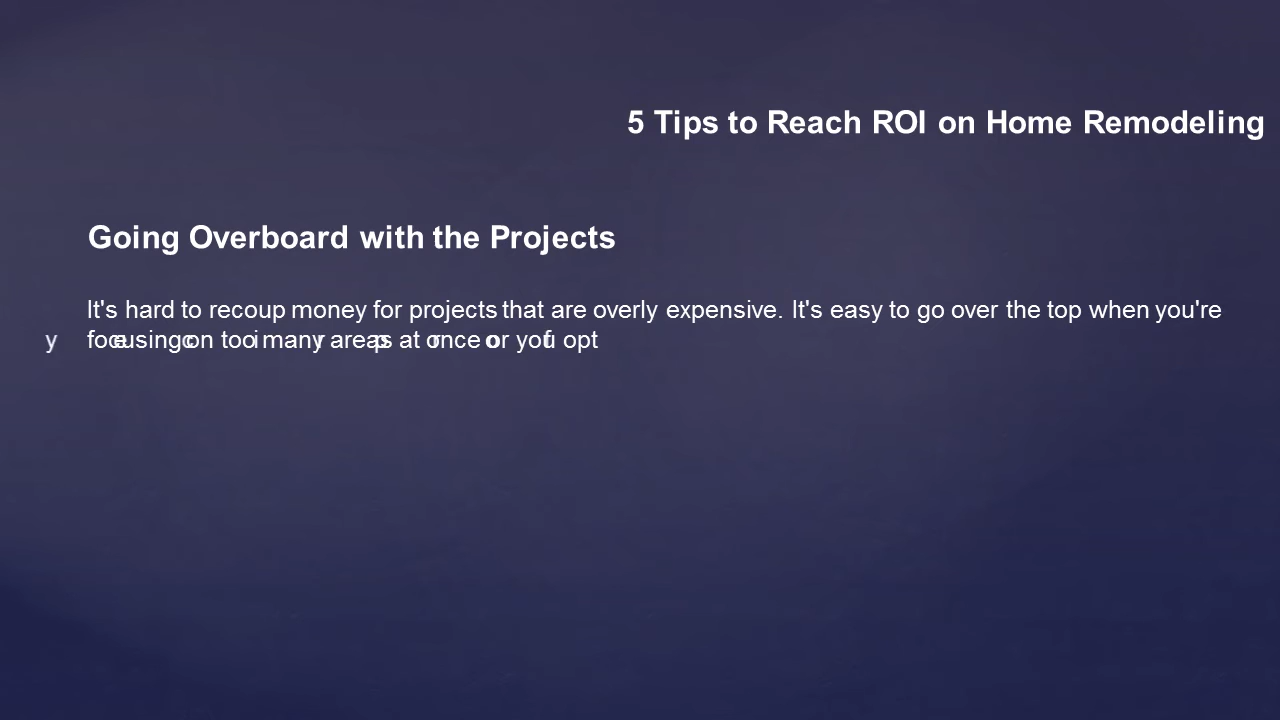 5 Tips to Reach ROI on Home Remodeling
Going Overboard with the Projects
It's hard to recoup money for projects that are overly expensive. It's easy to go over the top when you're
focusing on too many areas at once or you opt